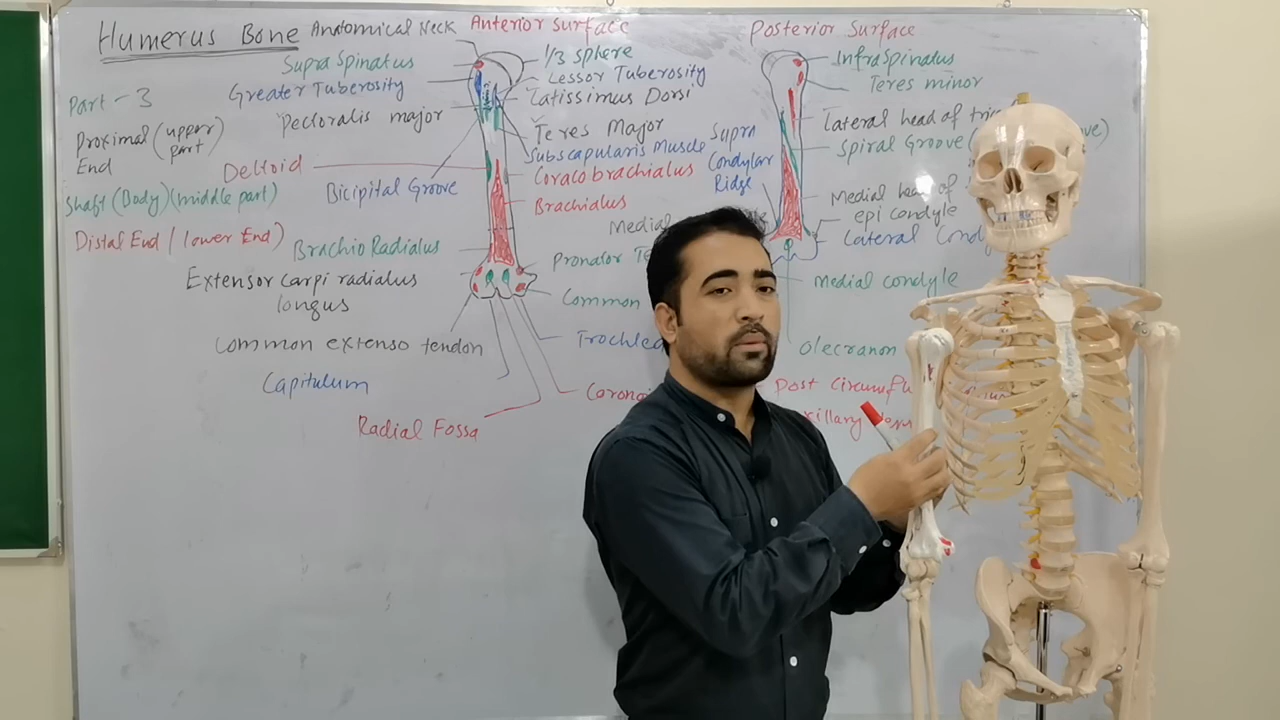 Humerus Bone
Anatomical Neck
Anterior surface
Posterior Surface
Supra Spinatus
Greater Tuberosity
Pectoralis major
Deltoid
Bicipital Groove
Part - 3
Proximal (upper part)
End
Shaft (Body) (middle part)
Distal End ( lower End)
Brachio Radialus
Extensor carpi radialus
longus
Common extenso tendon
Capitulum
Radial Fossa
1/3 sphere
Lessor Tuberosity
Latissimus Dorsi
Teres Major
Subscapularis Muscle
Coraco brachialus
Brachialus
Medial
Pronator
Common
Supra
Condylar
Ridge
Infraspinatus
Teres minor
Lateral head of
Spiral Groove
Medial head of
epi condyle
Lateral
Medial condyle
Olecranon
Post